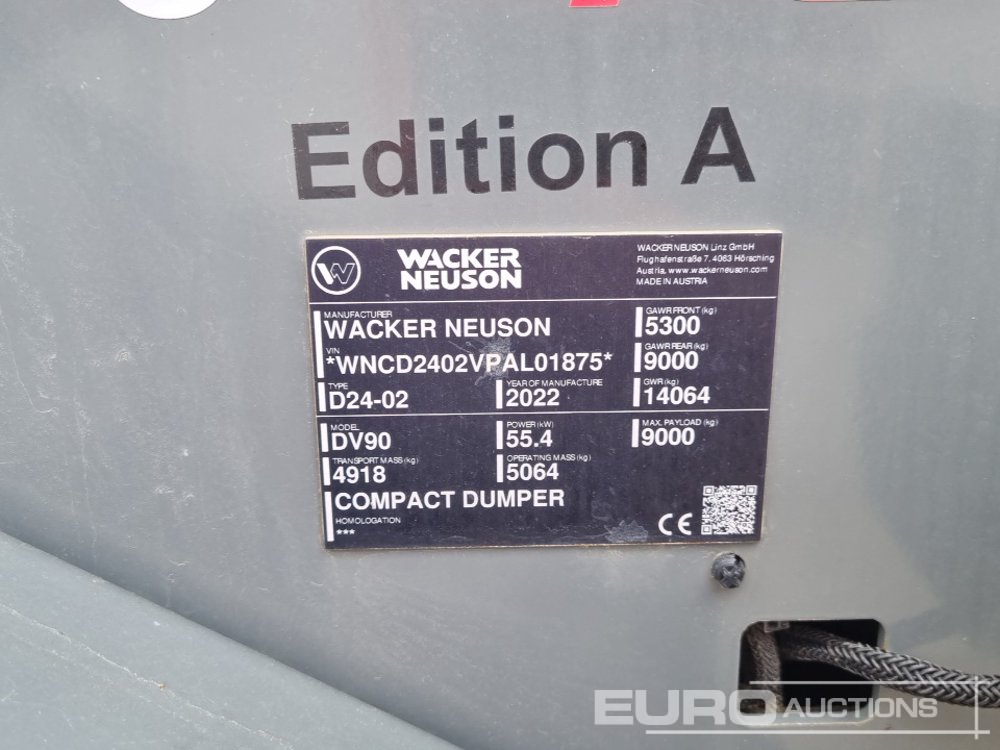 Edition A
WACKER
NEUSON
WACKER NEUSON Linz GmbH
Flughafenstraße 7, 4063 Hörsching
Austria, www.wackerneuson.com
MADE IN AUSTRIA
MANUFACTURER
WACKER NEUSON
GAWR FRONT (kg)
5300
VIN
*WNCD2402VPAL01875*
GAWR REAR (kg)
9000
TYPE
D24-02
YEAR OF MANUFACTURE
2022
GWR (kg)
14064
MODEL
DV90
POWER (kW)
55.4
MAX. PAYLOAD (kg)
9000
TRANSPORT MASS (kg)
4918
OPERATING MASS (kg)
5064
COMPACT DUMPER
HOMOLOGATION
***
CE
EURO AUCTIONS